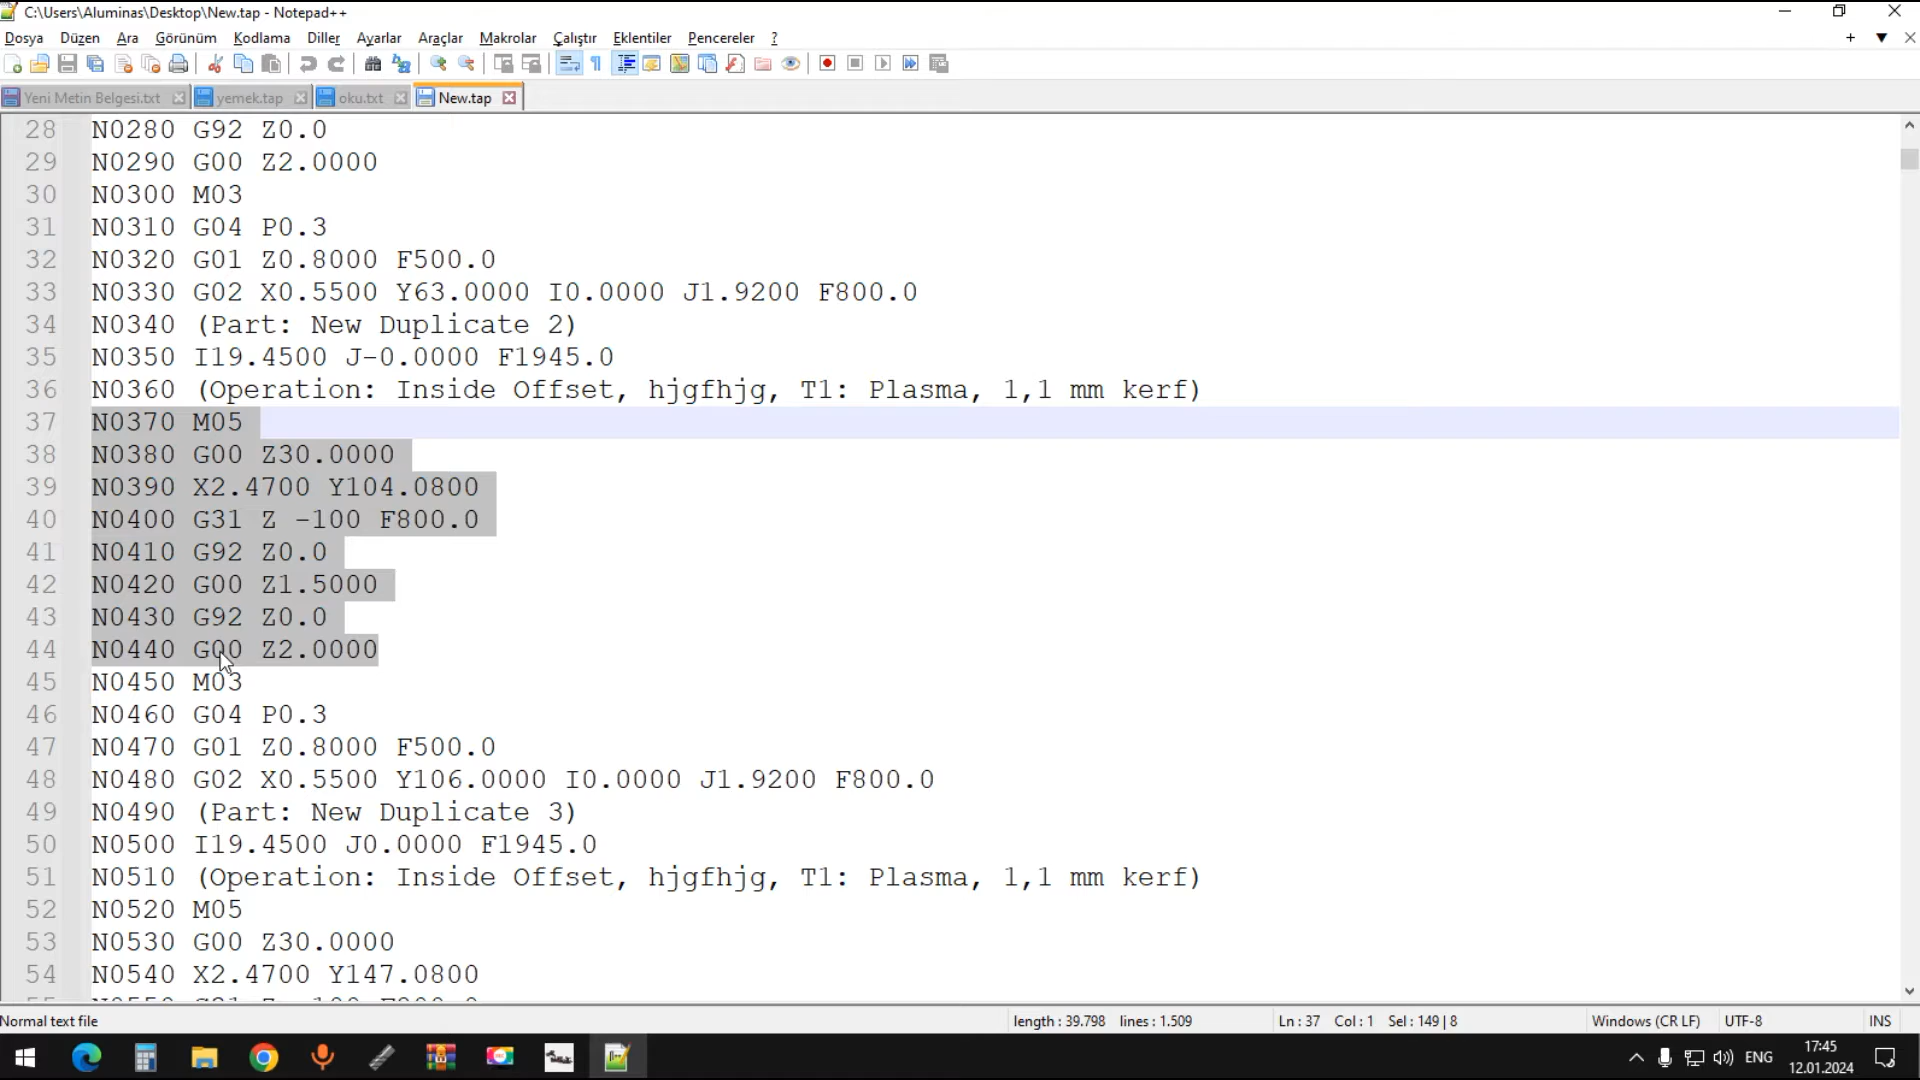 C:\Users\Aluminas\Desktop\New.tap - Notepad++
Dosya Düzen Ara Görünüm Kodlama Diller Ayarlar Araçlar Makrolar Çalıştır Eklentiler Pencereler ?
Yeni Metin Belgesi.txt yemek.tap oku.txt New.tap
28 N0280 G92 Z0.0
29 N0290 G00 Z2.0000
30 N0300 M03
31 N0310 G04 P0.3
32 N0320 G01 Z0.8000 F500.0
33 N0330 G02 X0.5500 Y63.0000 I0.0000 J1.9200 F800.0
34 N0340 (Part: New Duplicate 2)
35 N0350 I19.4500 J-0.0000 F1945.0
36 N0360 (Operation: Inside Offset, hjgfhjg, T1: Plasma, 1,1 mm kerf)
37 N0370 M05
38 N0380 G00 Z30.0000
39 N0390 X2.4700 Y104.0800
40 N0400 G31 Z -100 F800.0
41 N0410 G92 Z0.0
42 N0420 G00 Z1.5000
43 N0430 G92 Z0.0
44 N0440 G00 Z2.0000
45 N0450 M03
46 N0460 G04 P0.3
47 N0470 G01 Z0.8000 F500.0
48 N0480 G02 X0.5500 Y106.0000 I0.0000 J1.9200 F800.0
49 N0490 (Part: New Duplicate 3)
50 N0500 I19.4500 J0.0000 F1945.0
51 N0510 (Operation: Inside Offset, hjgfhjg, T1: Plasma, 1,1 mm kerf)
52 N0520 M05
53 N0530 G00 Z30.0000
54 N0540 X2.4700 Y147.0800
Normal text file length : 39.798 lines : 1.509 Ln : 37 Col : 1 Sel : 149 | 8 Windows (CR LF) UTF-8 INS
ENG 17:45
12.01.2024